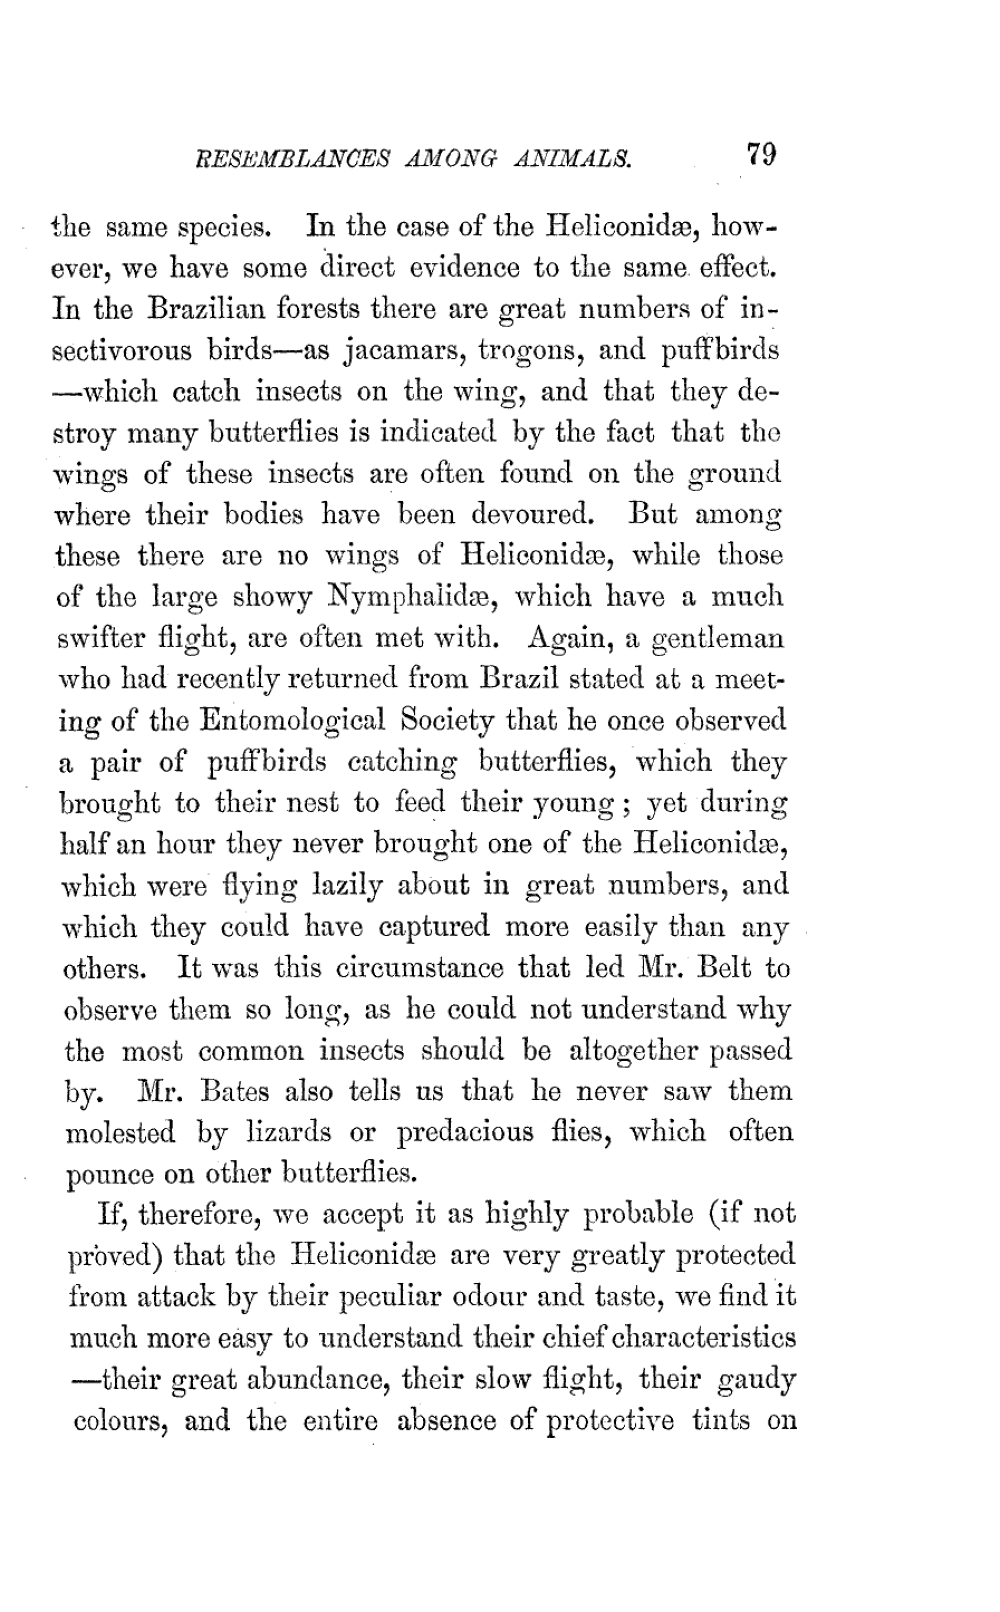 RESEMBLANCES AMONG ANIMALS. 79
the same species. In the case of the Heliconidæ, how-
ever, we have some direct evidence to the same effect.
In the Brazilian forests there are great numbers of in-
sectivorous birds—as jacamars, trogons, and puffbirds
—which catch insects on the wing, and that they de-
stroy many butterflies is indicated by the fact that the
wings of these insects are often found on the ground
where their bodies have been devoured. But among
these there are no wings of Heliconidæ, while those
of the large showy Nymphalidæ, which have a much
swifter flight, are often met with. Again, a gentleman
who had recently returned from Brazil stated at a meet-
ing of the Entomological Society that he once observed
a pair of puffbirds catching butterflies, which they
brought to their nest to feed their young; yet during
half an hour they never brought one of the Heliconidæ,
which were flying lazily about in great numbers, and
which they could have captured more easily than any
others. It was this circumstance that led Mr. Belt to
observe them so long, as he could not understand why
the most common insects should be altogether passed
by. Mr. Bates also tells us that he never saw them
molested by lizards or predacious flies, which often
pounce on other butterflies.
If, therefore, we accept it as highly probable (if not
proved) that the Heliconidæ are very greatly protected
from attack by their peculiar odour and taste, we find it
much more easy to understand their chief characteristics
—their great abundance, their slow flight, their gaudy
colours, and the entire absence of protective tints on